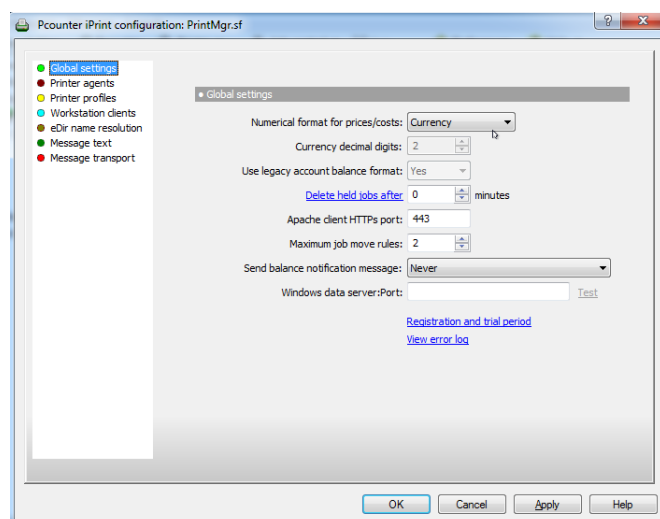 Pcounter iPrint configuration: PrintMgr.sf
Global settings
Printer agents
Printer profiles
Workstation clients
eDir name resolution
Message text
Message transport
Global settings
Numerical format for prices/costs: Currency
Currency decimal digits: 2
Use legacy account balance format: Yes
Delete held jobs after 0 minutes
Apache client HTTPs port: 443
Maximum job move rules: 2
Send balance notification message: Never
Windows data server:Port: Test
Registration and trial period
View error log
OK Cancel Apply Help